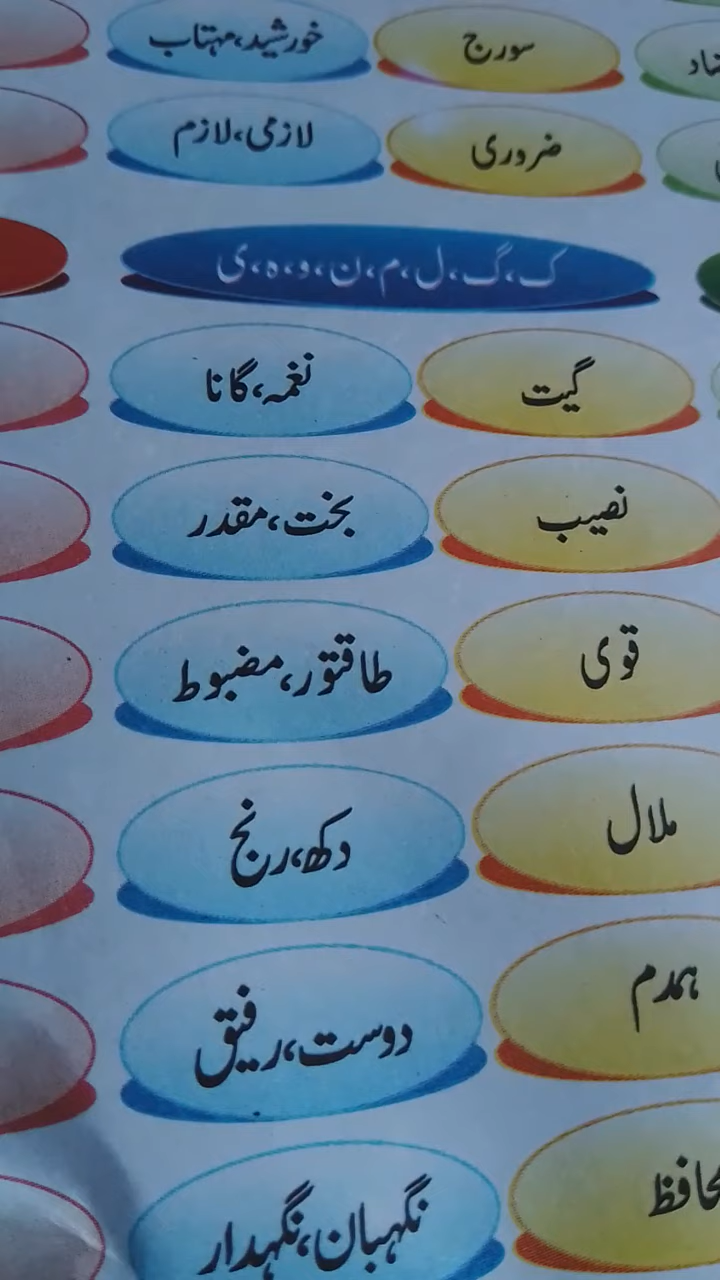 سورج خورشید،مہتاب
ضروری لازمی،لازم
ک،گ،ل،م،ن،و،ہ،ی
گیت نغمہ،گانا
نصیب بخت،مقدر
قوی طاقتور،مضبوط
ملال دکھ،رنج
ہمدم دوست،رفیق
نگہبان،نگہدار